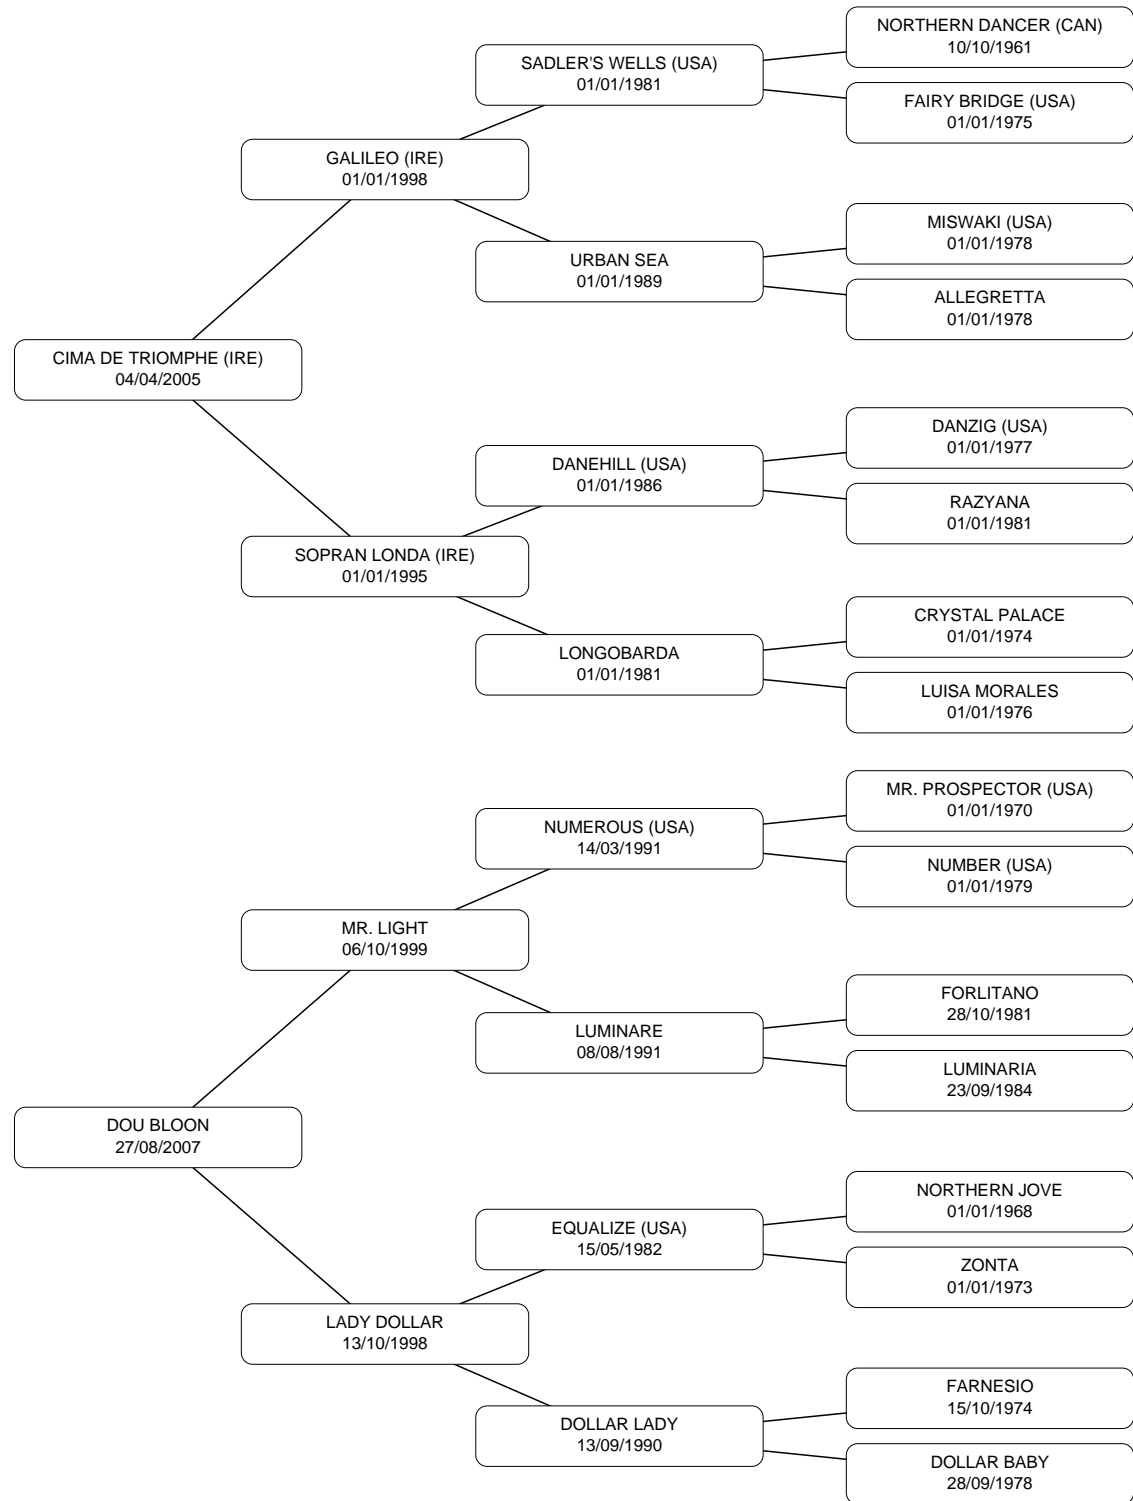 NORTHERN DANCER (CAN)
10/10/1961
SADLER'S WELLS (USA)
01/01/1981
FAIRY BRIDGE (USA)
01/01/1975
GALILEO (IRE)
01/01/1998
MISWAKI (USA)
01/01/1978
URBAN SEA
01/01/1989
ALLEGRETTA
01/01/1978
CIMA DE TRIOMPHE (IRE)
04/04/2005
DANZIG (USA)
01/01/1977
DANEHILL (USA)
01/01/1986
RAZYANA
01/01/1981
SOPRAN LONDA (IRE)
01/01/1995
CRYSTAL PALACE
01/01/1974
LONGOBARDA
01/01/1981
LUISA MORALES
01/01/1976
MR. PROSPECTOR (USA)
01/01/1970
NUMEROUS (USA)
14/03/1991
NUMBER (USA)
01/01/1979
MR. LIGHT
06/10/1999
FORLITANO
28/10/1981
LUMINARE
08/08/1991
LUMINARIA
23/09/1984
DOU BLOON
27/08/2007
NORTHERN JOVE
01/01/1968
EQUALIZE (USA)
15/05/1982
ZONTA
01/01/1973
LADY DOLLAR
13/10/1998
FARNESIO
15/10/1974
DOLLAR LADY
13/09/1990
DOLLAR BABY
28/09/1978